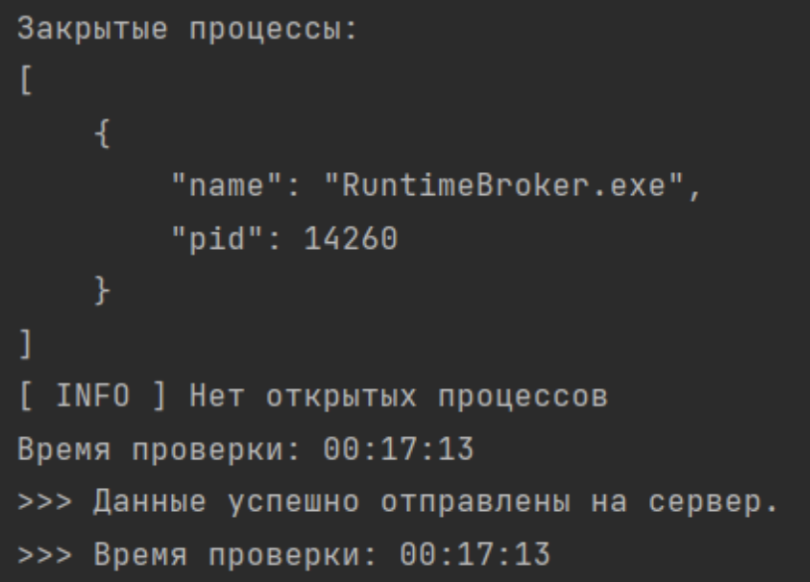 Закрытые процессы:
[
    {
        "name": "RuntimeBroker.exe",
        "pid": 14260
    }
]
[ INFO ] Нет открытых процессов
Время проверки: 00:17:13
>>> Данные успешно отправлены на сервер.
>>> Время проверки: 00:17:13